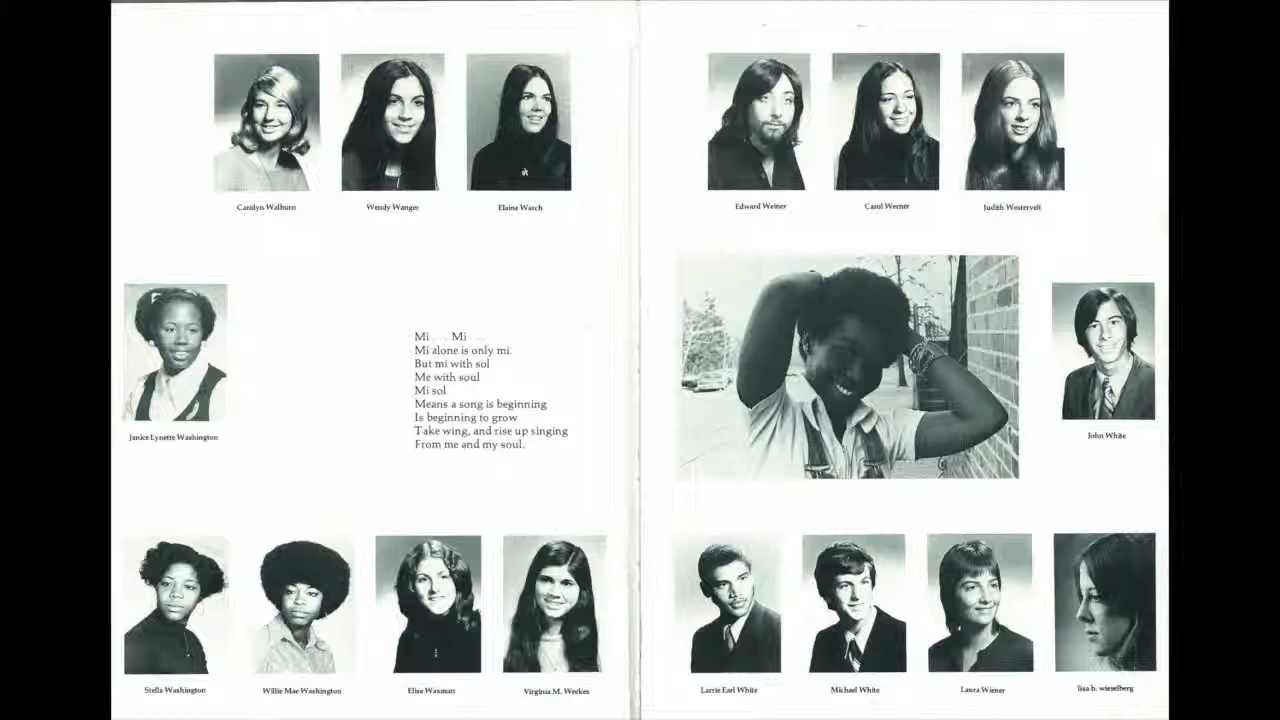 Carolyn Walburn
Wendy Wanger
Elaine Warch
Janice Lynette Washington
Mi . . . Mi . . .
Mi alone is only mi.
But mi with sol
Me with soul
Mi sol
Means a song is beginning
Is beginning to grow
Take wing, and rise up singing
From me and my soul.
Stella Washington
Willie Mae Washington
Elise Waxman
Virginia M. Weekes
Edward Weiner
Carol Werner
Judith Westervelt
John White
Larrie Earl White
Michael White
Laura Wiener
lisa b. wieselberg